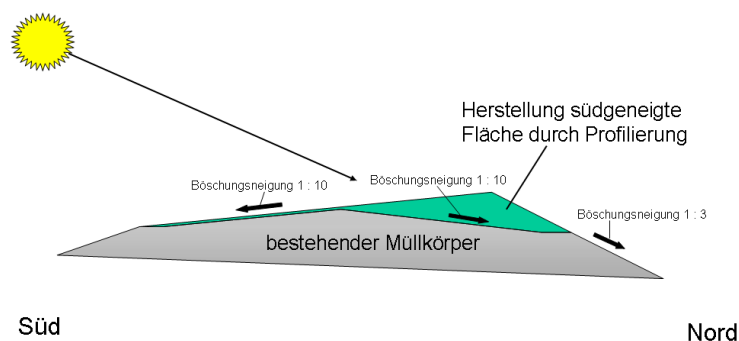 Herstellung südgeneigte
Fläche durch Profilierung
Böschungsneigung 1 : 10
Böschungsneigung 1 : 10
Böschungsneigung 1 : 3
bestehender Müllkörper
Süd
Nord